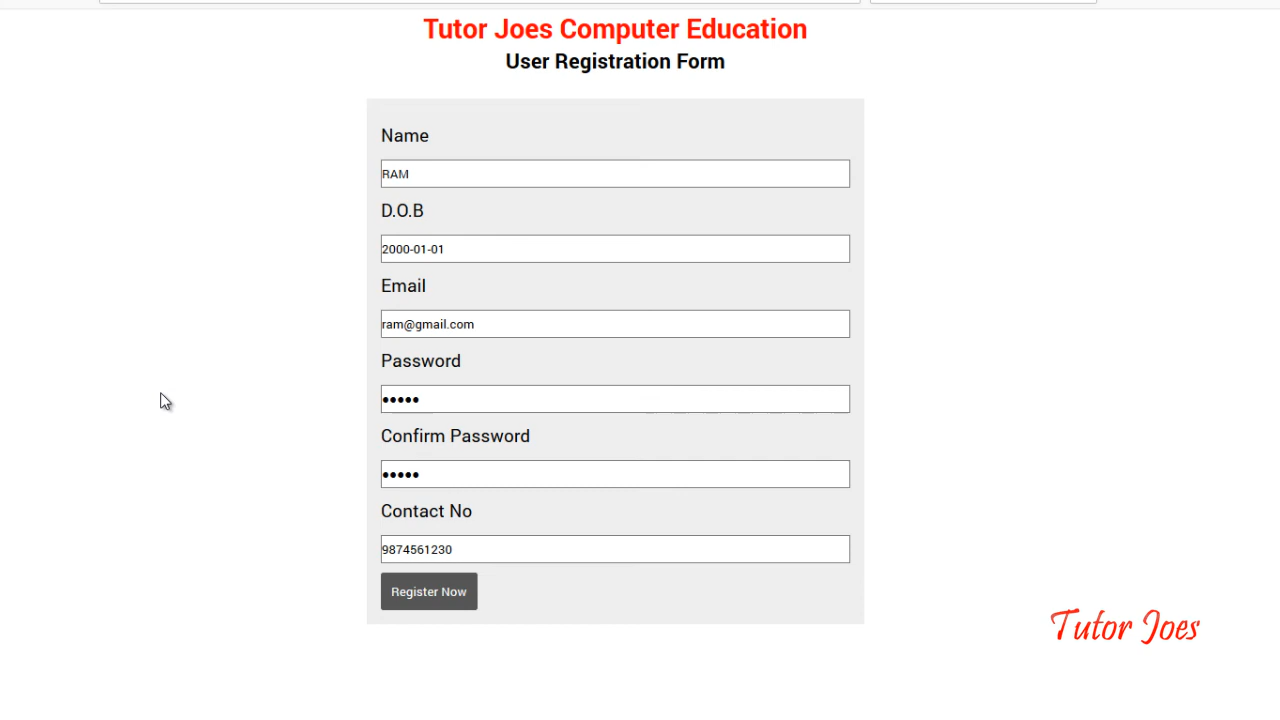 Tutor Joes Computer Education
User Registration Form
Name
RAM
D.O.B
2000-01-01
Email
ram@gmail.com
Password
•••••
Confirm Password
•••••
Contact No
9874561230
Register Now
Tutor Joes